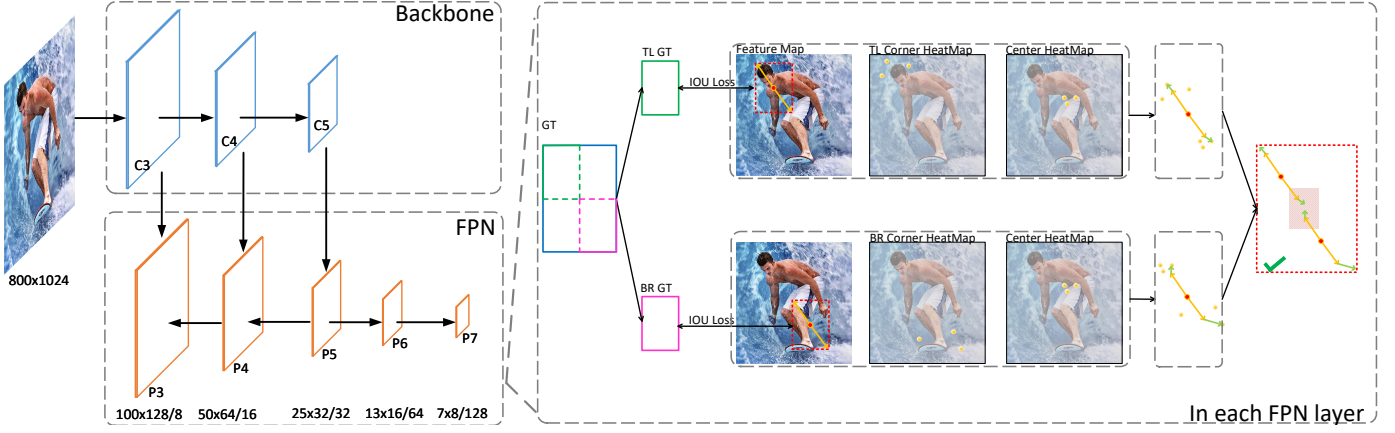 Backbone
C3
C4
C5
800x1024
FPN
P3
P4
P5
P6
P7
100x128/8
50x64/16
25x32/32
13x16/64
7x8/128
GT
TL GT
IOU Loss
Feature Map
TL Corner HeatMap
Center HeatMap
BR GT
IOU Loss
Feature Map
BR Corner HeatMap
Center HeatMap
In each FPN layer